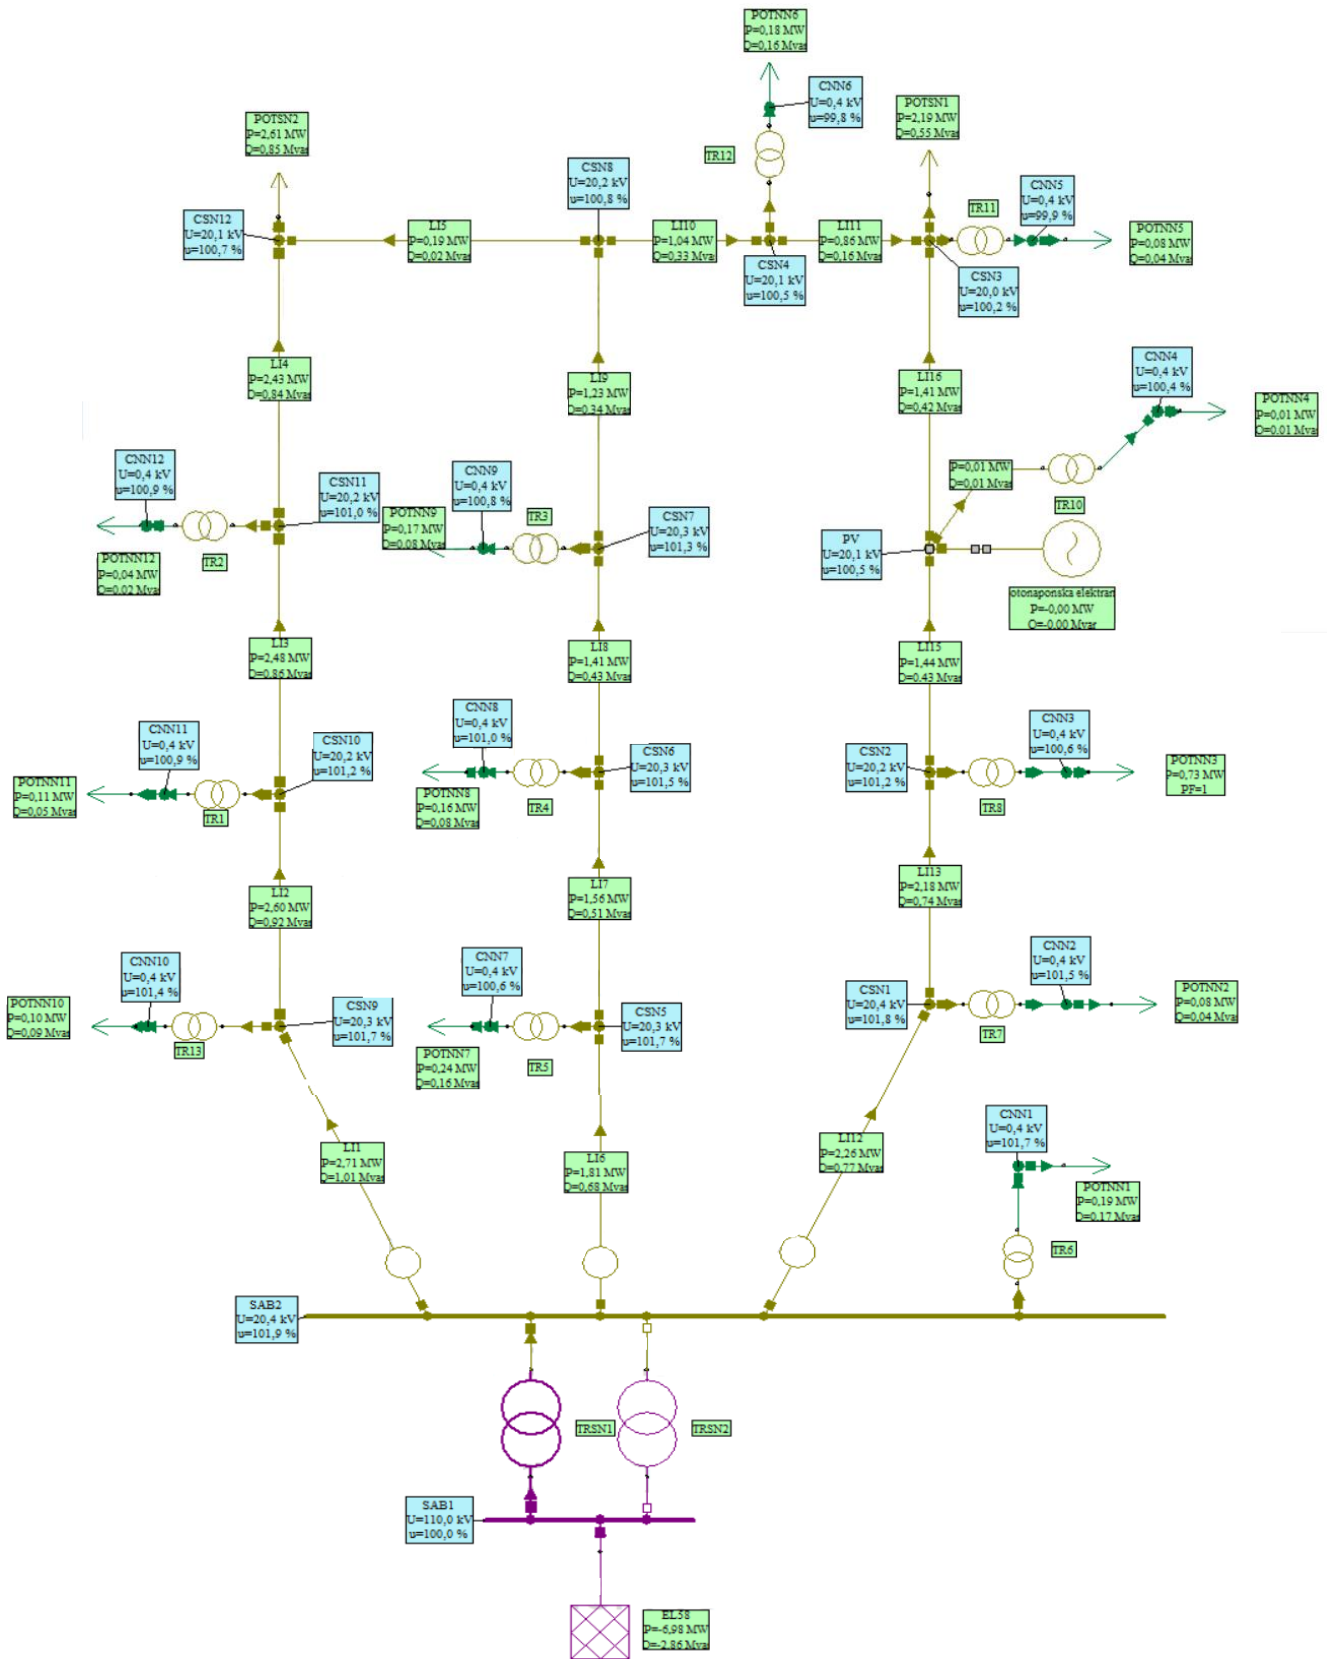 POTNN6
P=0,18 MW
Q=0,16 Mvar
CNN6
U=0,4 kV
u=99,8 %
TR12
POTSN1
P=2,19 MW
Q=0,55 Mvar
POTSN2
P=2,61 MW
Q=0,85 Mvar
CSN8
U=20,2 kV
u=100,8 %
CNN5
U=0,4 kV
u=99,9 %
TR11
CSN12
U=20,1 kV
u=100,7 %
LI5
P=0,19 MW
Q=0,02 Mvar
LI10
P=1,04 MW
Q=0,33 Mvar
LI11
P=0,86 MW
Q=0,16 Mvar
POTNN5
P=0,08 MW
Q=0,04 Mvar
CSN4
U=20,1 kV
u=100,5 %
CSN3
U=20,0 kV
u=100,2 %
LI4
P=2,43 MW
Q=0,84 Mvar
LI9
P=1,23 MW
Q=0,34 Mvar
LI16
P=1,41 MW
Q=0,42 Mvar
CNN4
U=0,4 kV
u=100,4 %
POTNN4
P=0,01 MW
Q=0,01 Mvar
CNN12
U=0,4 kV
u=100,9 %
CSN11
U=20,2 kV
u=101,0 %
CNN9
U=0,4 kV
u=100,8 %
P=0,01 MW
Q=0,01 Mvar
TR10
POTNN9
P=0,17 MW
Q=0,08 Mvar
TR3
CSN7
U=20,3 kV
u=101,3 %
PV
U=20,1 kV
u=100,5 %
POTNN12
P=0,04 MW
Q=0,02 Mvar
TR2
otonaponska elektran
P=-0,00 MW
Q=-0,00 Mvar
LI3
P=2,48 MW
Q=0,86 Mvar
LI8
P=1,41 MW
Q=0,43 Mvar
LI15
P=1,44 MW
Q=0,43 Mvar
CNN11
U=0,4 kV
u=100,9 %
CSN10
U=20,2 kV
u=101,2 %
CNN8
U=0,4 kV
u=101,0 %
CSN6
U=20,3 kV
u=101,5 %
CSN2
U=20,2 kV
u=101,2 %
CNN3
U=0,4 kV
u=100,6 %
POTNN3
P=0,73 MW
PF=1
POTNN11
P=0,11 MW
Q=0,05 Mvar
TR1
POTNN8
P=0,16 MW
Q=0,08 Mvar
TR4
TR8
LI2
P=2,60 MW
Q=0,92 Mvar
LI7
P=1,56 MW
Q=0,51 Mvar
LI13
P=2,18 MW
Q=0,74 Mvar
CNN10
U=0,4 kV
u=101,4 %
CNN7
U=0,4 kV
u=100,6 %
CNN2
U=0,4 kV
u=101,5 %
POTNN10
P=0,10 MW
Q=0,09 Mvar
TR13
CSN9
U=20,3 kV
u=101,7 %
CSN5
U=20,3 kV
u=101,7 %
CSN1
U=20,4 kV
u=101,8 %
POTNN2
P=0,08 MW
Q=0,04 Mvar
POTNN7
P=0,24 MW
Q=0,16 Mvar
TR5
TR7
LI1
P=2,71 MW
Q=1,01 Mvar
LI6
P=1,81 MW
Q=0,68 Mvar
LI12
P=2,26 MW
Q=0,77 Mvar
CNN1
U=0,4 kV
u=101,7 %
POTNN1
P=0,19 MW
Q=0,17 Mvar
TR6
SAB2
U=20,4 kV
u=101,9 %
TRSN1
TRSN2
SAB1
U=110,0 kV
u=100,0 %
EL58
P=-6,98 MW
Q=-2,86 Mvar